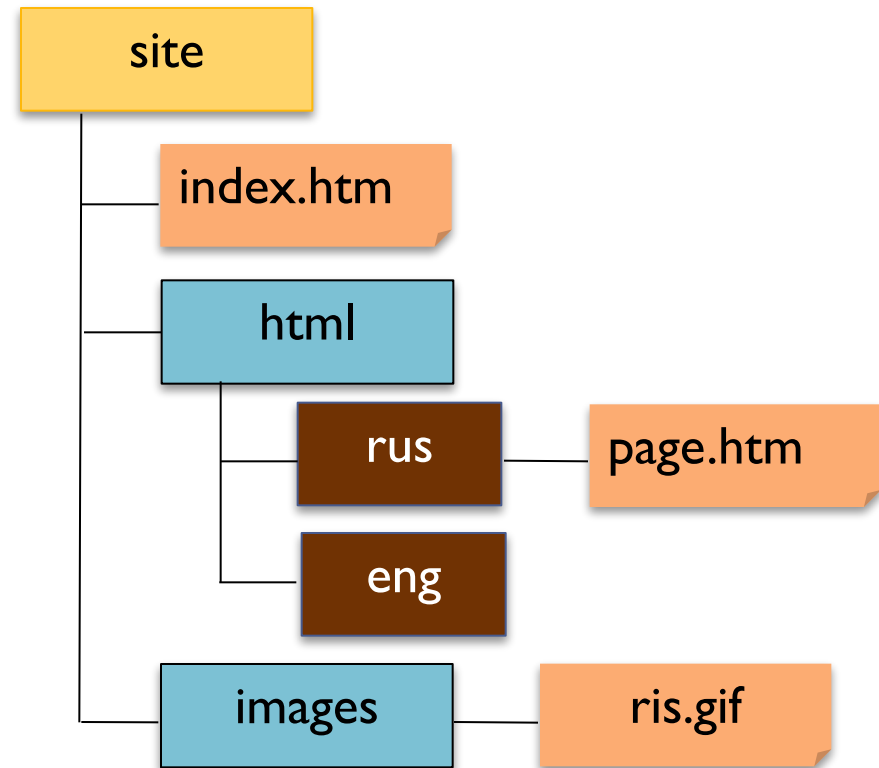 site
index.htm
html
rus
page.htm
eng
images
ris.gif